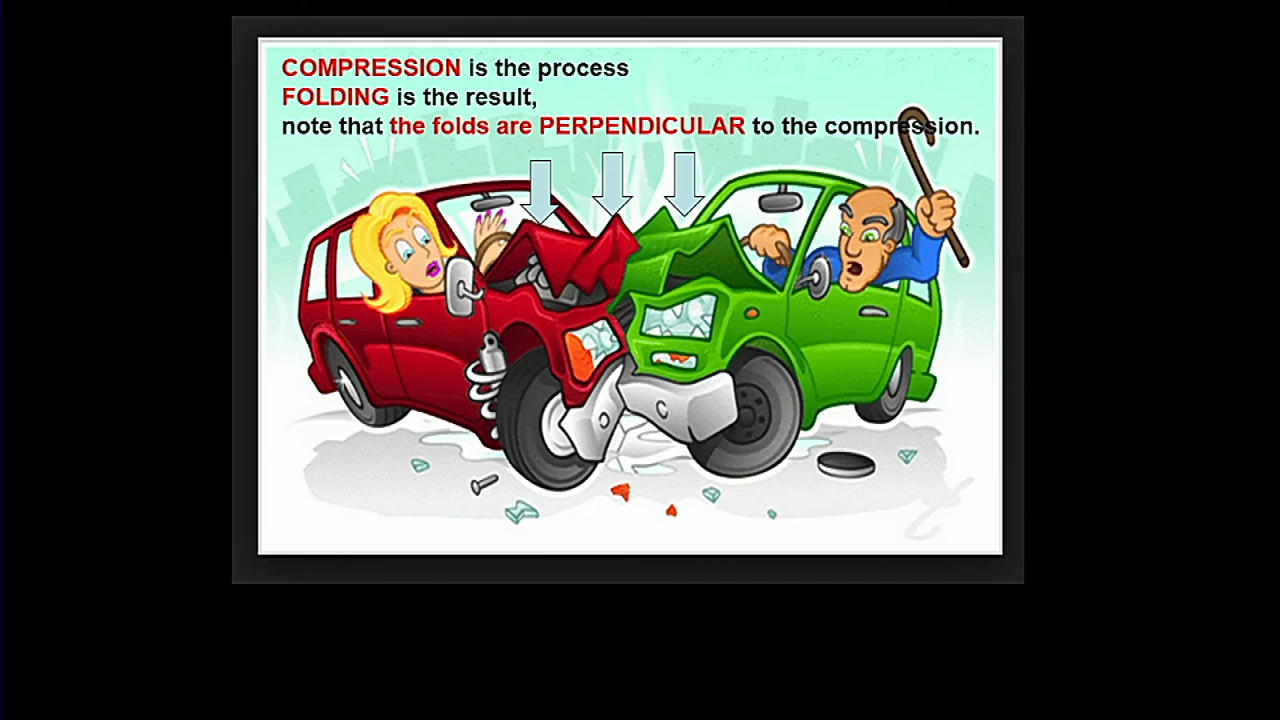 COMPRESSION is the process
FOLDING is the result,
note that the folds are PERPENDICULAR to the compression.